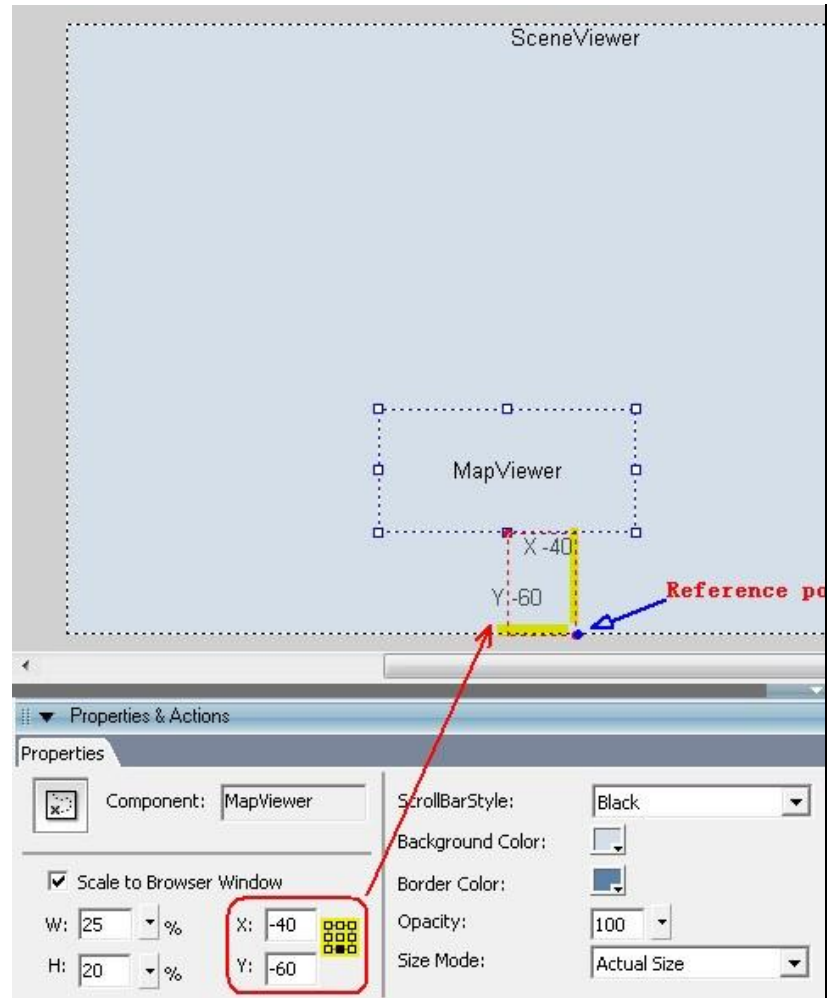 SceneViewer
MapViewer
X -40
Y -60
Reference po
Properties & Actions
Properties
Component: MapViewer
ScrollBarStyle: Black
Background Color:
Scale to Browser Window
Border Color:
W: 25 % X: -40
Opacity: 100
H: 20 % Y: -60
Size Mode: Actual Size